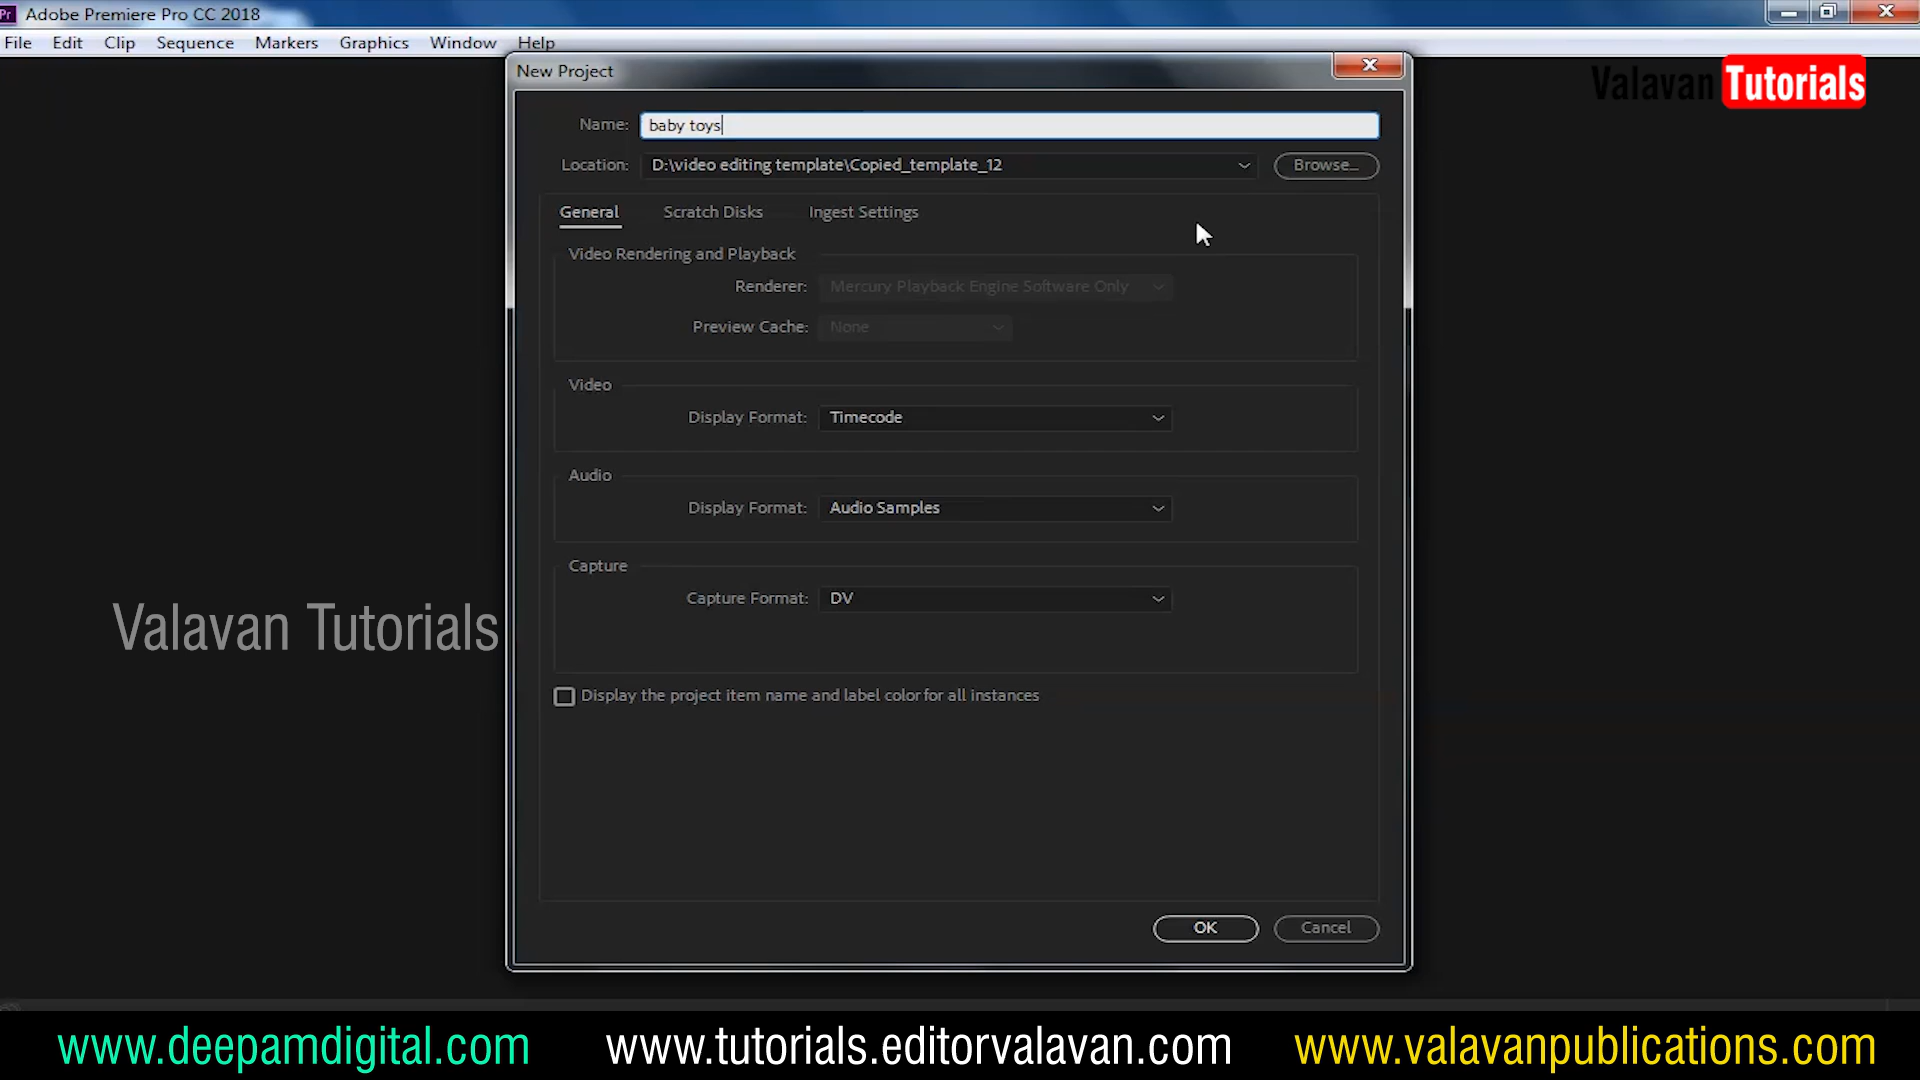 Adobe Premiere Pro CC 2018
File Edit Clip Sequence Markers Graphics Window Help
New Project
Valavan Tutorials
Name: baby toys
Location: D:\video editing template\Copied_template_12 Browse...
General Scratch Disks Ingest Settings
Video Rendering and Playback
Renderer: Mercury Playback Engine Software Only
Preview Cache: None
Video
Display Format: Timecode
Audio
Display Format: Audio Samples
Capture
Capture Format: DV
Valavan Tutorials
Display the project item name and label color for all instances
OK Cancel
www.deepamdigital.com www.tutorials.editorvalavan.com www.valavanpublications.com